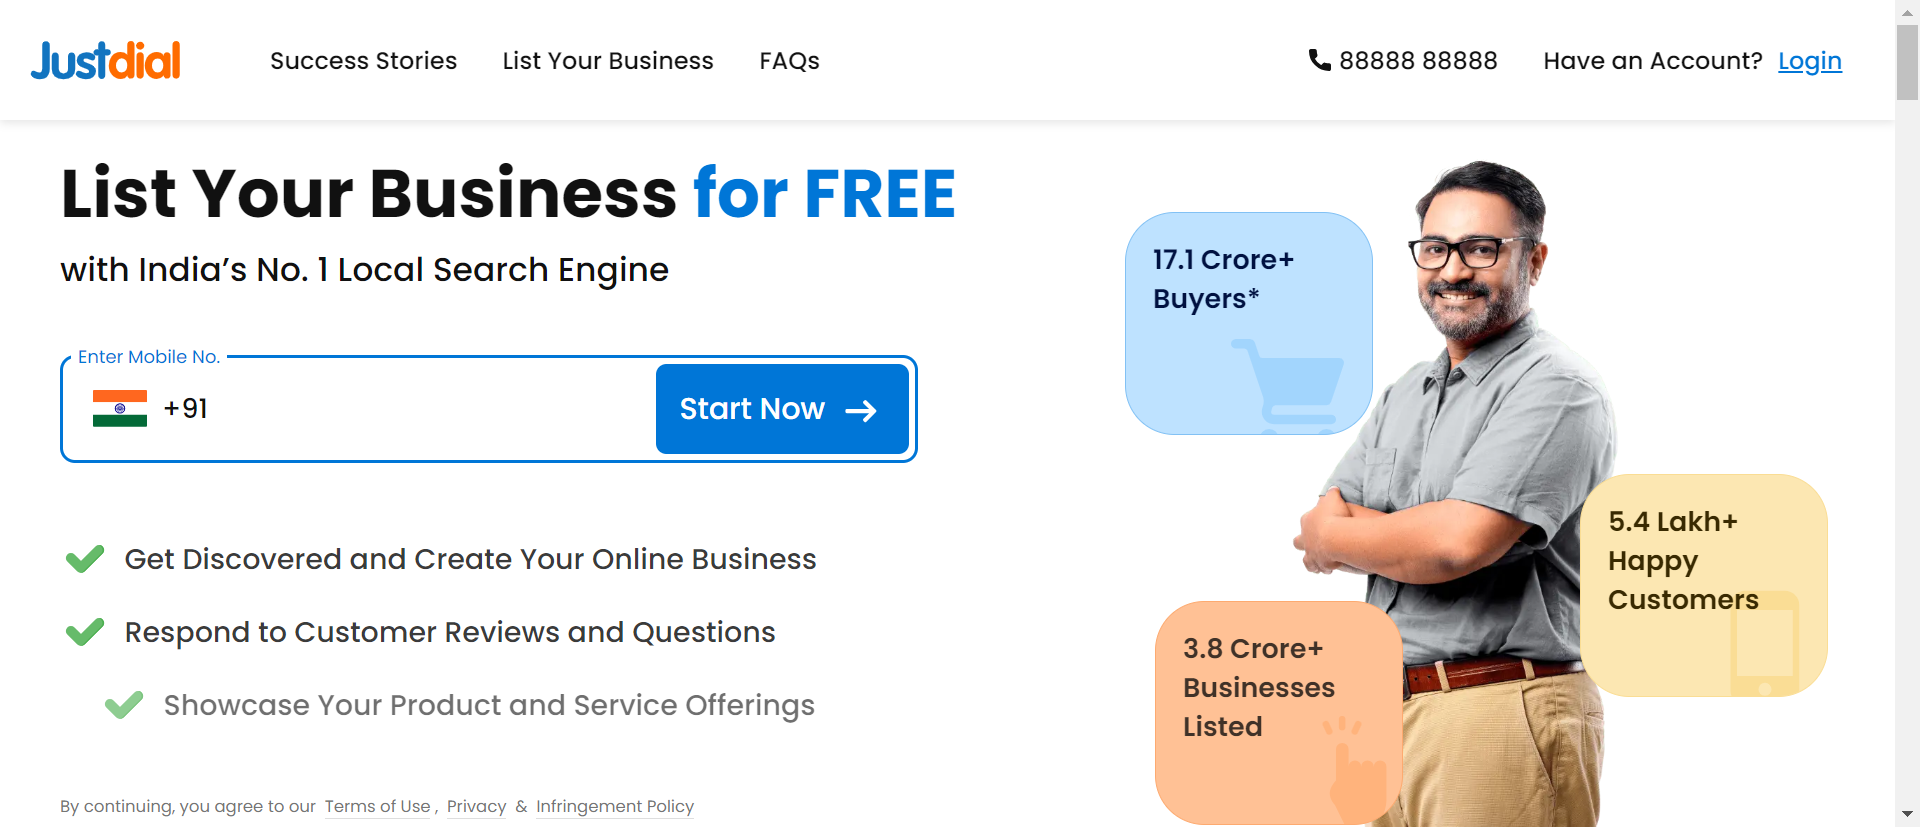 Justdial
Success Stories
List Your Business
FAQs
88888 88888
Have an Account? Login
List Your Business for FREE
with India’s No. 1 Local Search Engine
Enter Mobile No.
+91
Start Now
Get Discovered and Create Your Online Business
Respond to Customer Reviews and Questions
Showcase Your Product and Service Offerings
By continuing, you agree to our Terms of Use , Privacy & Infringement Policy
17.1 Crore+
Buyers*
5.4 Lakh+
Happy
Customers
3.8 Crore+
Businesses
Listed